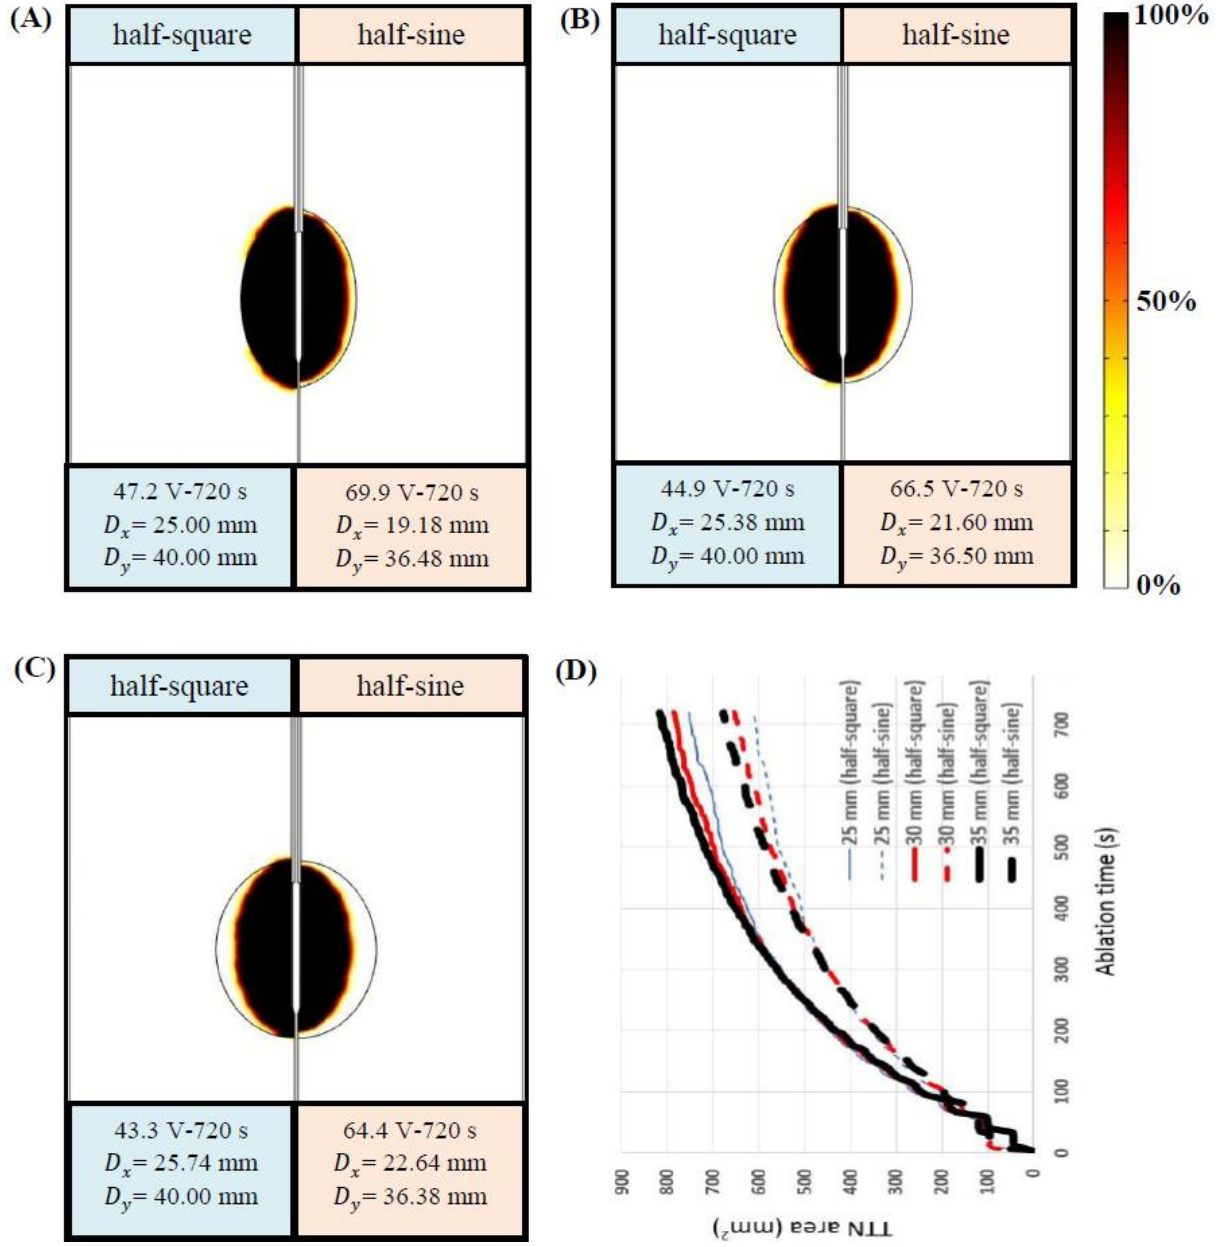 (A)
half-square half-sine
47.2 V-720 s
Dx= 25.00 mm
Dy= 40.00 mm
69.9 V-720 s
Dx= 19.18 mm
Dy= 36.48 mm
(B)
half-square half-sine
44.9 V-720 s
Dx= 25.38 mm
Dy= 40.00 mm
66.5 V-720 s
Dx= 21.60 mm
Dy= 36.50 mm
100%
50%
0%
(C)
half-square half-sine
43.3 V-720 s
Dx= 25.74 mm
Dy= 40.00 mm
64.4 V-720 s
Dx= 22.64 mm
Dy= 36.38 mm
(D)
900 800 700 600 500 400 300 200 100 0
TTN area (mm²)
0 100 200 300 400 500 600 700
Ablation time (s)
25 mm (half-square)
25 mm (half-sine)
30 mm (half-square)
30 mm (half-sine)
35 mm (half-square)
35 mm (half-sine)